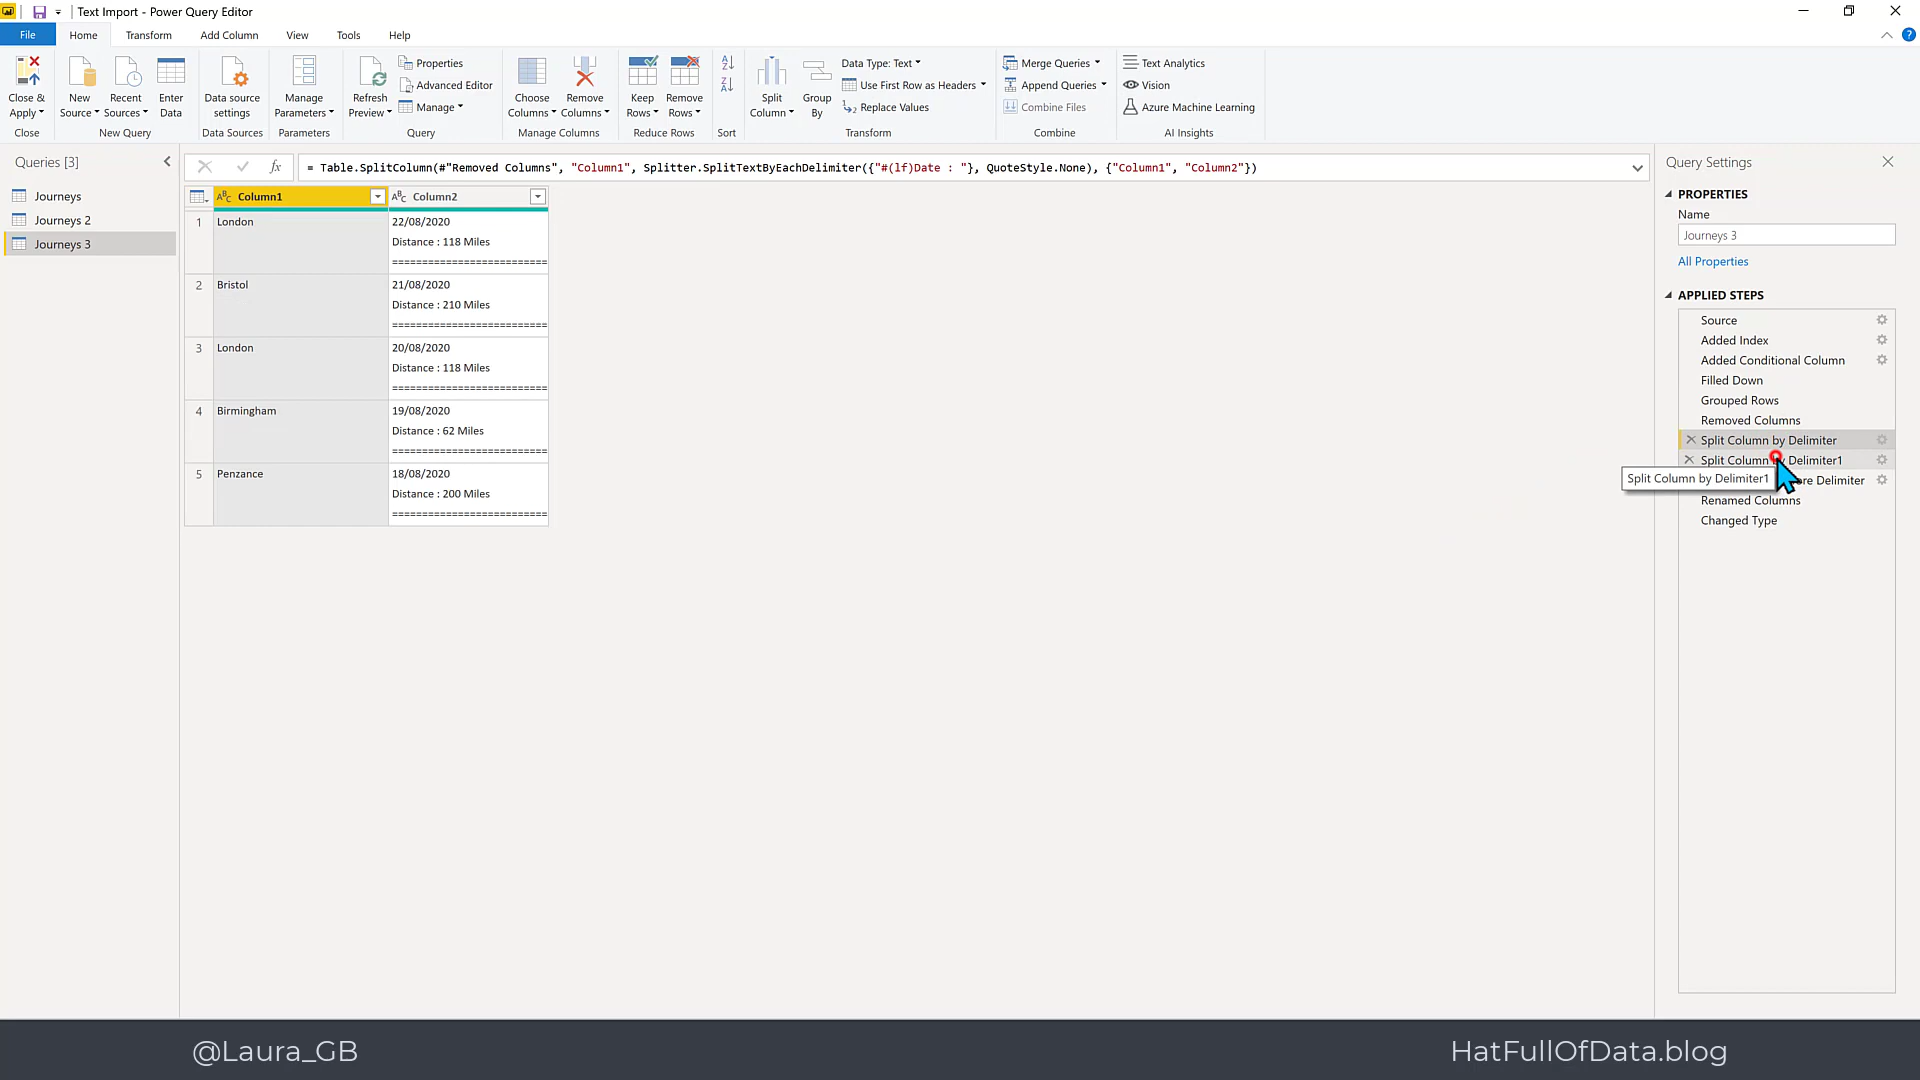 Text Import - Power Query Editor
File Home Transform Add Column View Tools Help
Close & Apply
Close
New Source
Recent Sources
Enter Data
New Query
Data source settings
Data Sources
Manage Parameters
Parameters
Refresh Preview
Properties
Advanced Editor
Manage
Query
Choose Columns
Remove Columns
Manage Columns
Keep Rows
Remove Rows
Reduce Rows
Sort
Split Column
Group By
Data Type: Text
Use First Row as Headers
Replace Values
Transform
Merge Queries
Append Queries
Combine Files
Combine
Text Analytics
Vision
Azure Machine Learning
AI Insights
Queries [3]
Journeys
Journeys 2
Journeys 3
fx
= Table.SplitColumn(#"Removed Columns", "Column1", Splitter.SplitTextByEachDelimiter({"#(lf)Date : "}, QuoteStyle.None), {"Column1", "Column2"})
Column1 Column2
1 London 22/08/2020
Distance : 118 Miles
==========================
2 Bristol 21/08/2020
Distance : 210 Miles
==========================
3 London 20/08/2020
Distance : 118 Miles
==========================
4 Birmingham 19/08/2020
Distance : 62 Miles
==========================
5 Penzance 18/08/2020
Distance : 200 Miles
==========================
Query Settings
PROPERTIES
Name
Journeys 3
All Properties
APPLIED STEPS
Source
Added Index
Added Conditional Column
Filled Down
Grouped Rows
Removed Columns
Split Column by Delimiter
Split Column by Delimiter1
Split Column by Delimiter1
Delimiter
Renamed Columns
Changed Type
@Laura_GB
HatFullOfData.blog